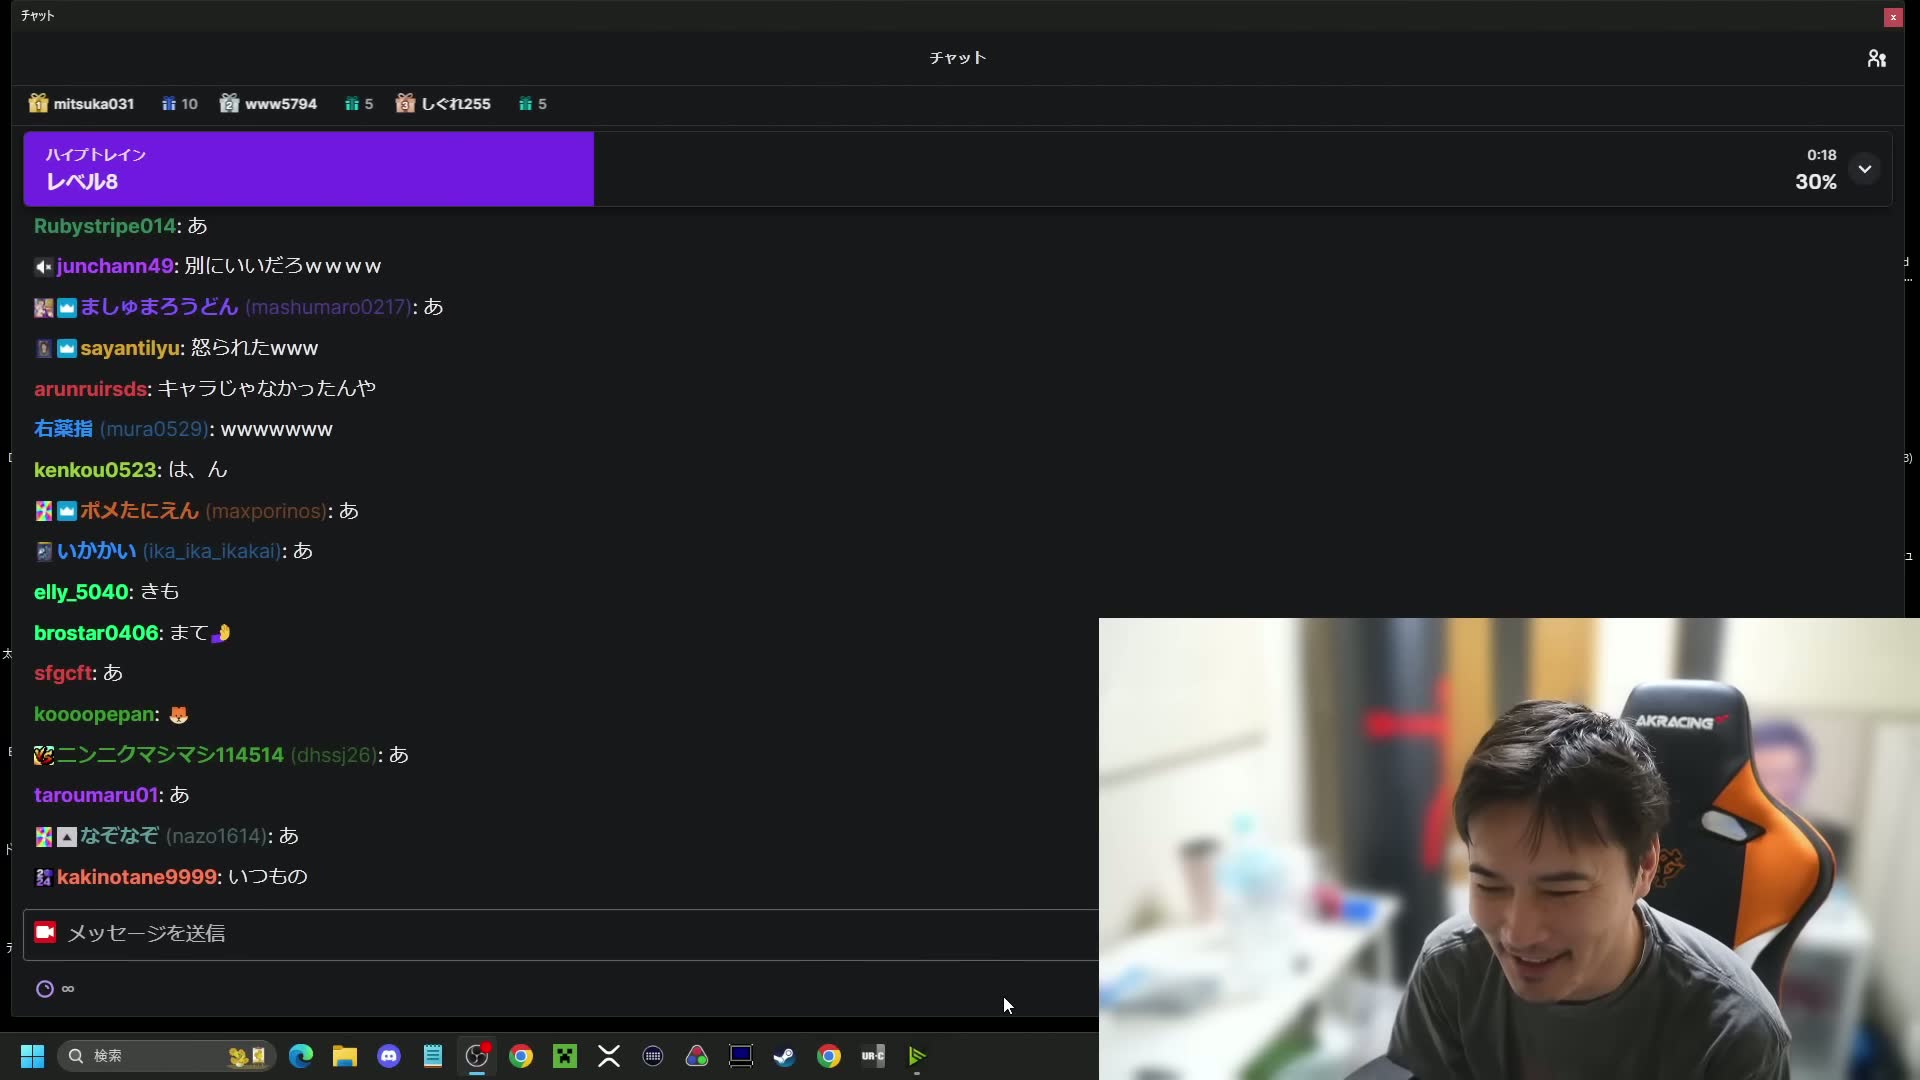 チャット
チャット
mitsuka031 10 www5794 5 しぐれ255 5
ハイプトレイン
レベル8
0:18
30%
Rubystripe014: あ
junchann49: 別にいいだろｗｗｗｗ
ましゅまろうどん (mashumaro0217): あ
sayantilyu: 怒られたwww
arunruirsds: キャラじゃなかったんや
右薬指 (mura0529): wwwwwww
kenkou0523: は、ん
ポメたにえん (maxporinos): あ
いかかい (ika_ika_ikakai): あ
elly_5040: きも
brostar0406: まて
sfgcft: あ
koooopepan:
ニンニクマシマシ114514 (dhssj26): あ
taroumaru01: あ
なぞなぞ (nazo1614): あ
kakinotane9999: いつもの
メッセージを送信
∞
AKRACING
検索
UR-C